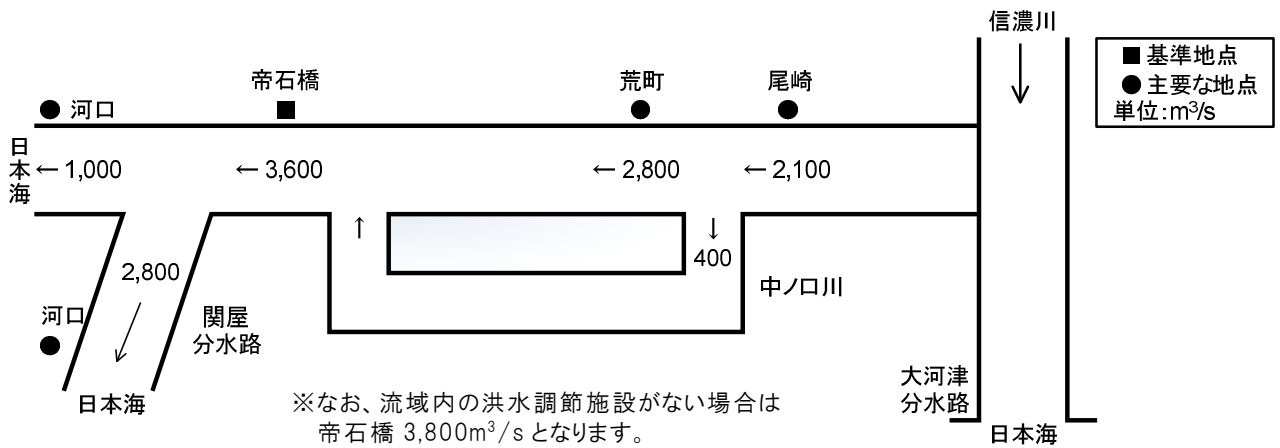 信濃川
↓
■ 基準地点
● 主要な地点
単位:m³/s
● 河口
帝石橋
■
荒町
●
尾崎
●
日本海
← 1,000
← 3,600
← 2,800
← 2,100
↑
↓
400
2,800
中ノ口川
河口
●
関屋
分水路
日本海
大河津
分水路
日本海
※なお、流域内の洪水調節施設がない場合は
帝石橋 3,800m³/s となります。